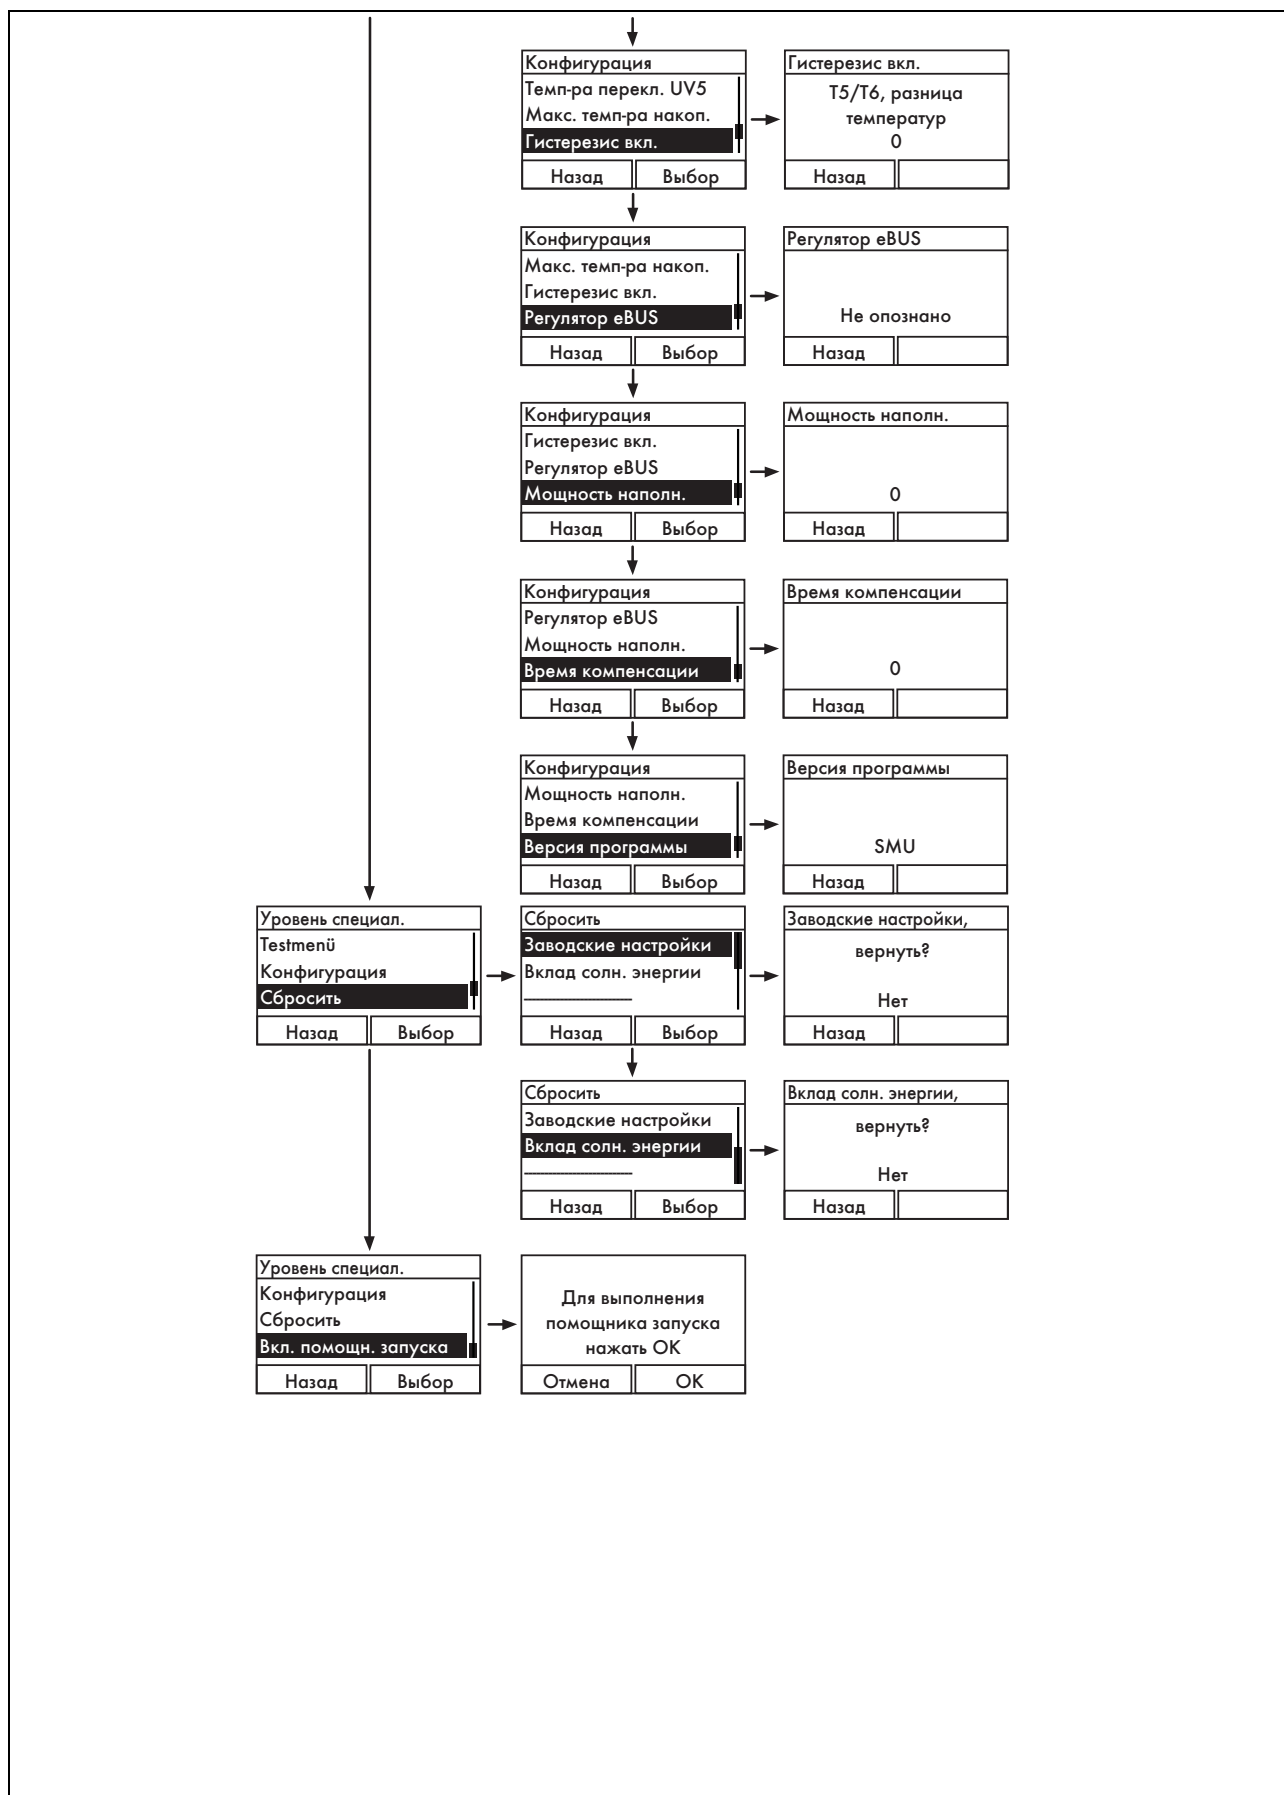 Конфигурация
Темп-ра перекл. UV5
Макс. темп-ра накоп.
Гистерезис вкл.
Назад Выбор
Гистерезис вкл.
T5/T6, разница
температур
0
Назад
Конфигурация
Макс. темп-ра накоп.
Гистерезис вкл.
Регулятор eBUS
Назад Выбор
Регулятор eBUS
Не опознано
Назад
Конфигурация
Гистерезис вкл.
Регулятор eBUS
Мощность наполн.
Назад Выбор
Мощность наполн.
0
Назад
Конфигурация
Регулятор eBUS
Мощность наполн.
Время компенсации
Назад Выбор
Время компенсации
0
Назад
Конфигурация
Мощность наполн.
Время компенсации
Версия программы
Назад Выбор
Версия программы
SMU
Назад
Уровень специал.
Testmenü
Конфигурация
Сбросить
Назад Выбор
Сбросить
Заводские настройки
Вклад солн. энергии
Назад Выбор
Заводские настройки,
вернуть?
Нет
Назад
Сбросить
Заводские настройки
Вклад солн. энергии
Назад Выбор
Вклад солн. энергии,
вернуть?
Нет
Назад
Уровень специал.
Конфигурация
Сбросить
Вкл. помощн. запуска
Назад Выбор
Для выполнения
помощника запуска
нажать OK
Отмена OK